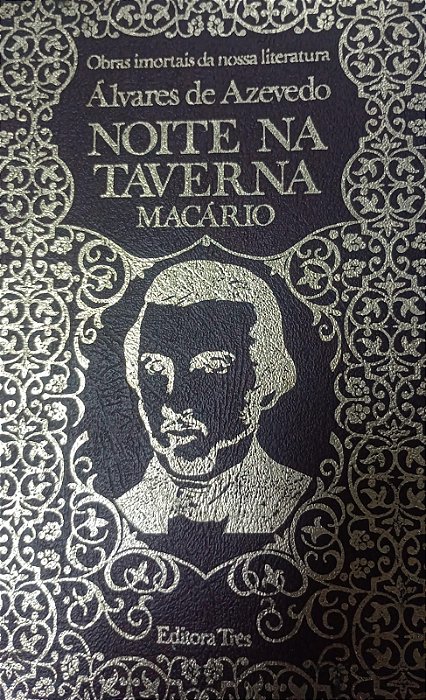 Obras imortais da nossa literatura
Álvares de Azevedo
NOITE NA
TAVERNA
MACÁRIO
Editora Três